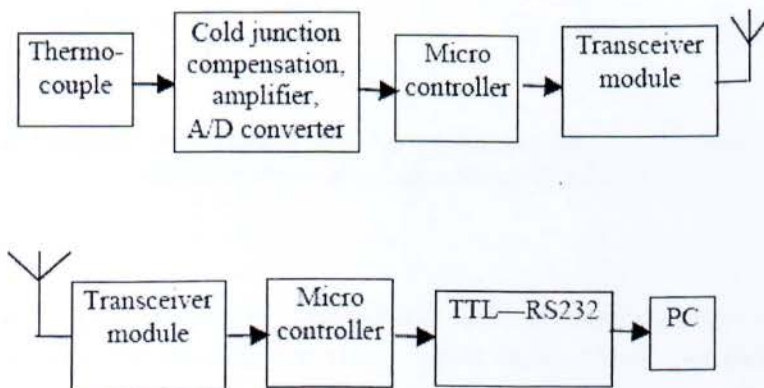 Thermo-
couple
Cold junction
compensation,
amplifier,
A/D converter
Micro
controller
Transceiver
module
Transceiver
module
Micro
controller
TTL—RS232
PC